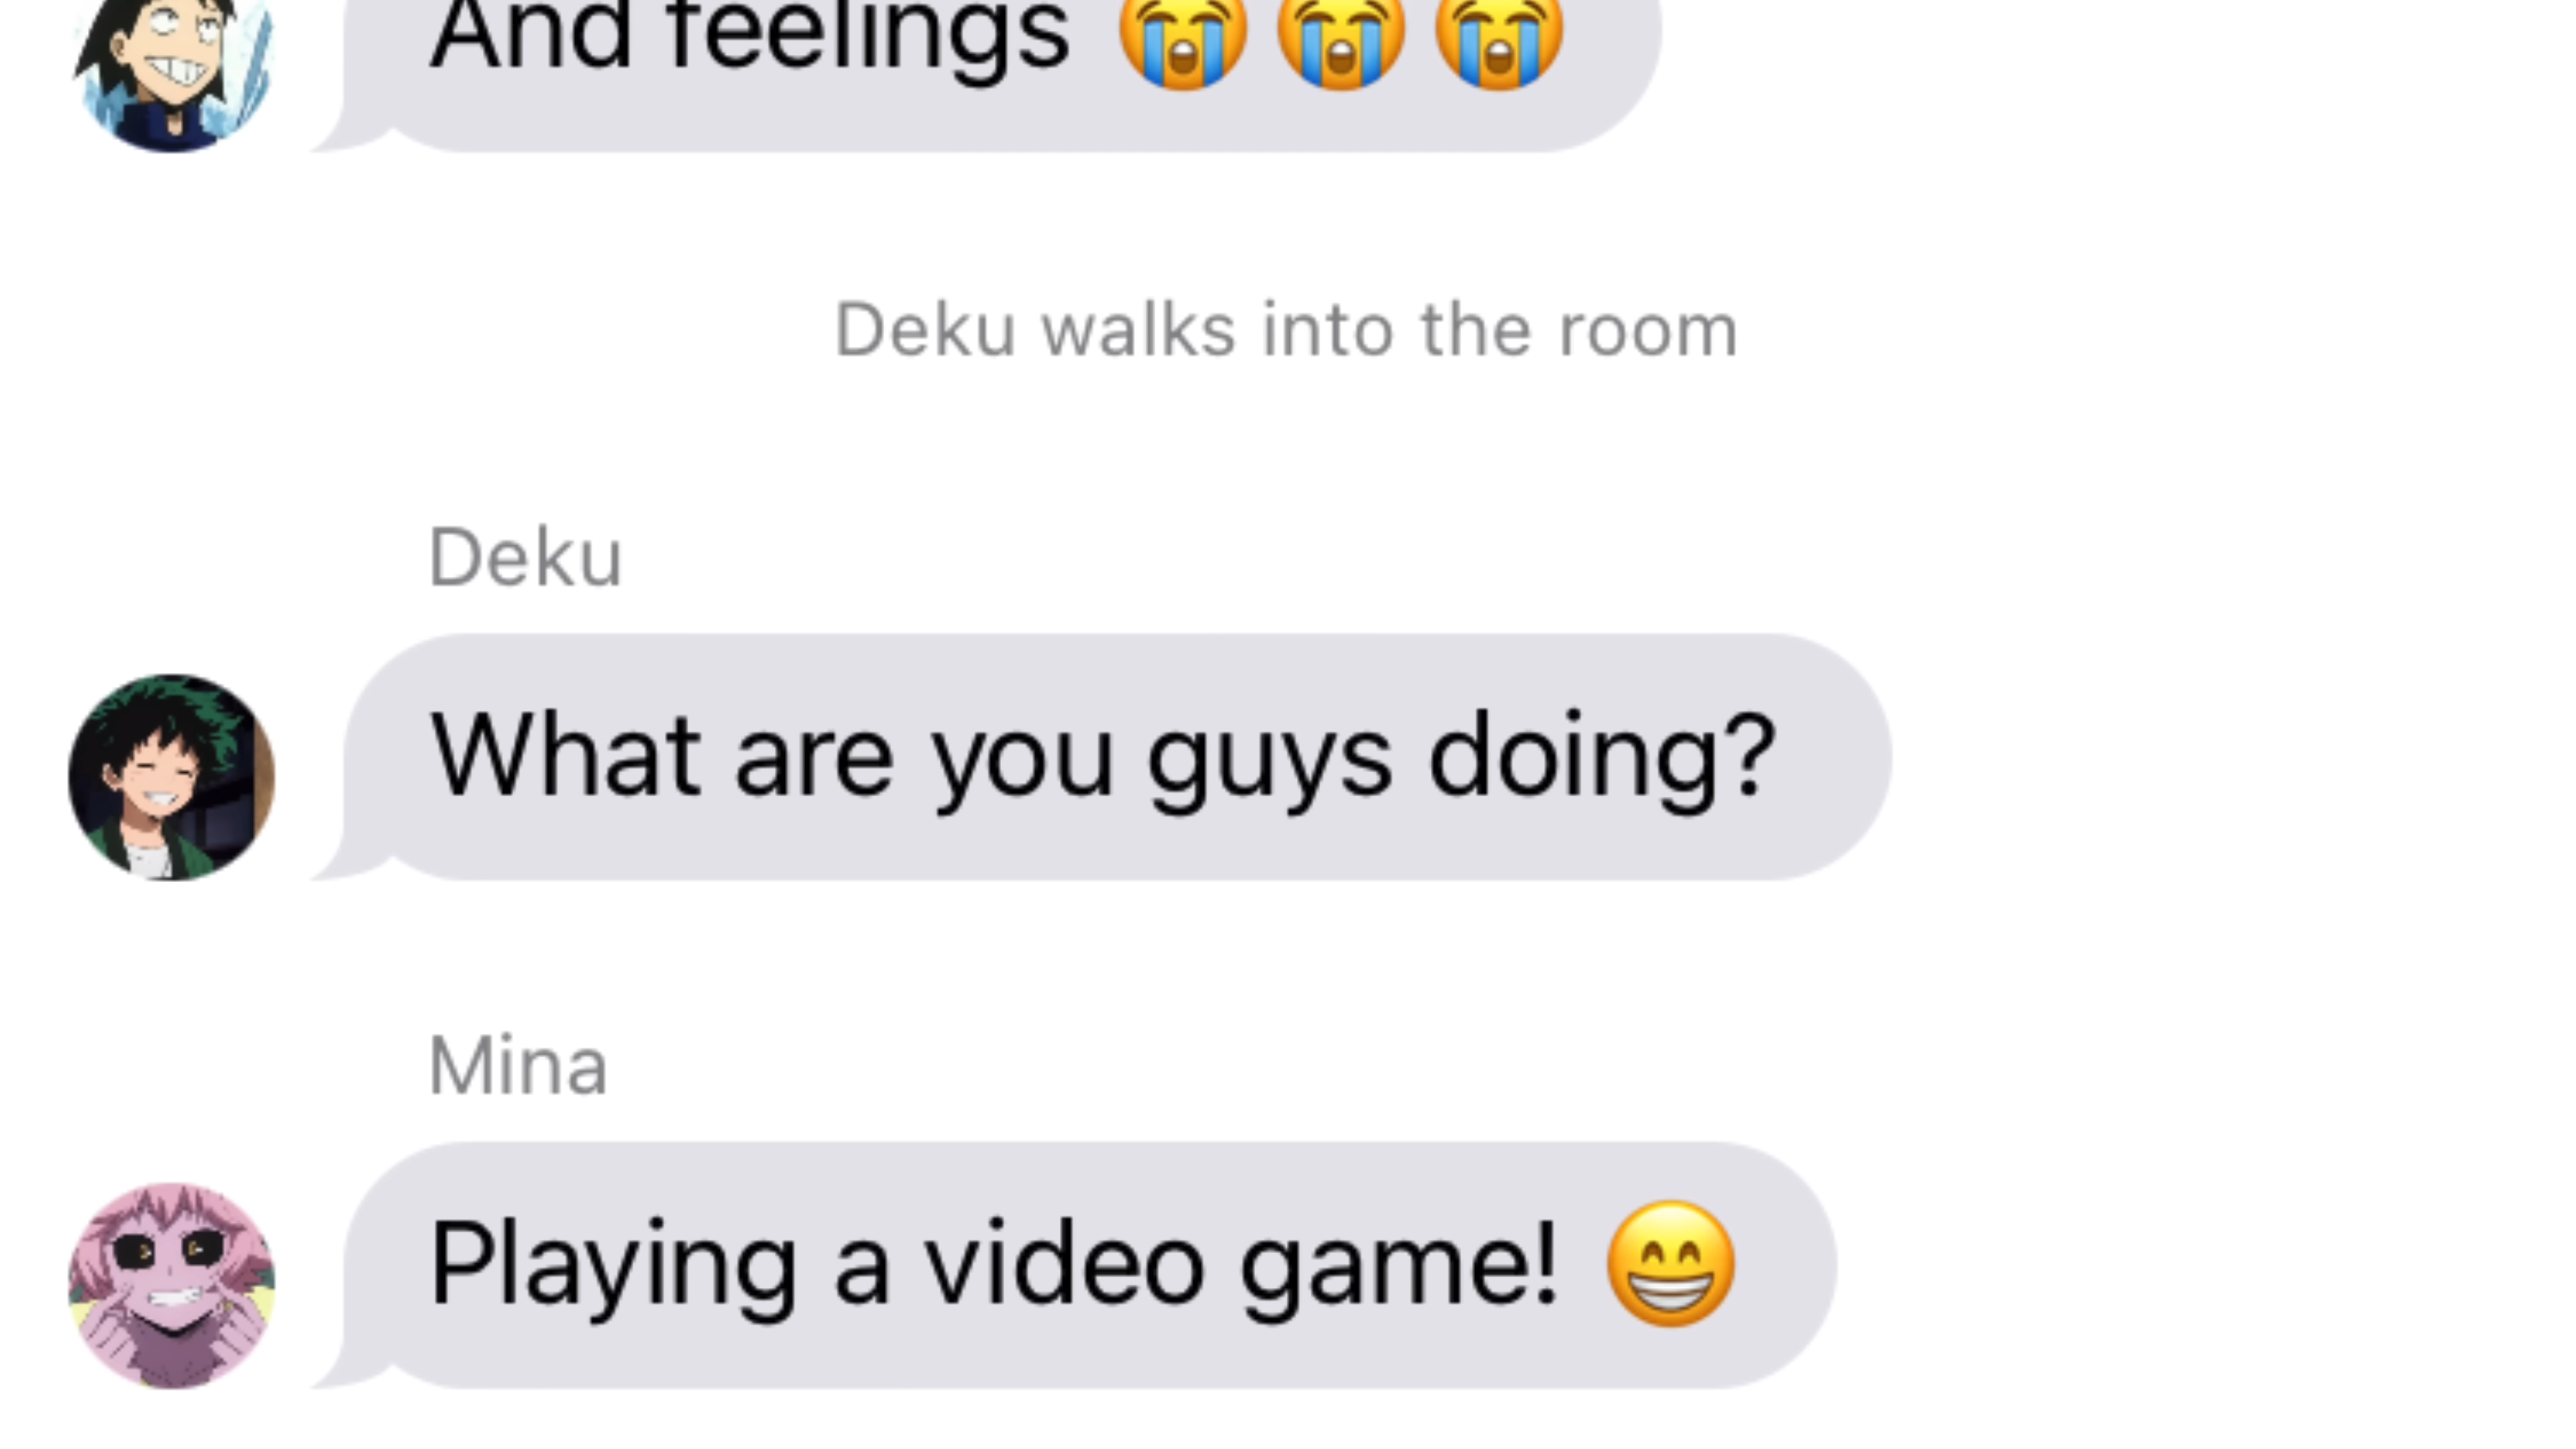 And feelings 😭😭😭
Deku walks into the room
Deku
What are you guys doing?
Mina
Playing a video game! 😁